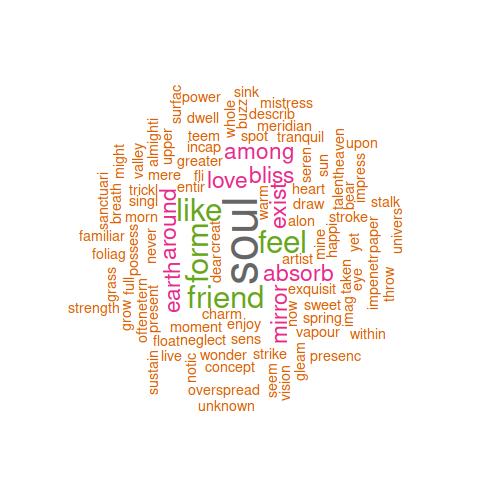 sink
surfac
power
buzz
mistress
describ
dwell
whole
meridian
teem
spot
tranquil
almighti
upper
incap
among
upon
might
valley
greater
seren
sun
heaven
talent
mere
fli
love
bliss
bear
impress
sanctuari
breath
trickl
entir
warm
heart
singl
like
exist
draw
stalk
morn
around
creat
soul
alon
stroke
familiar
possess
never
form
dear
feel
mine
happi
yet
paper
univers
foliag
artist
absorb
eye
impenetr
grass
full
earth
friend
mirror
exquisit
taken
throw
strength
grow
often
etern
present
charm
now
sweet
imag
moment
enjoy
spring
float
neglect
sens
vapour
within
sustain
live
notic
wonder
strike
gleam
presenc
concept
seem
vision
overspread
unknown